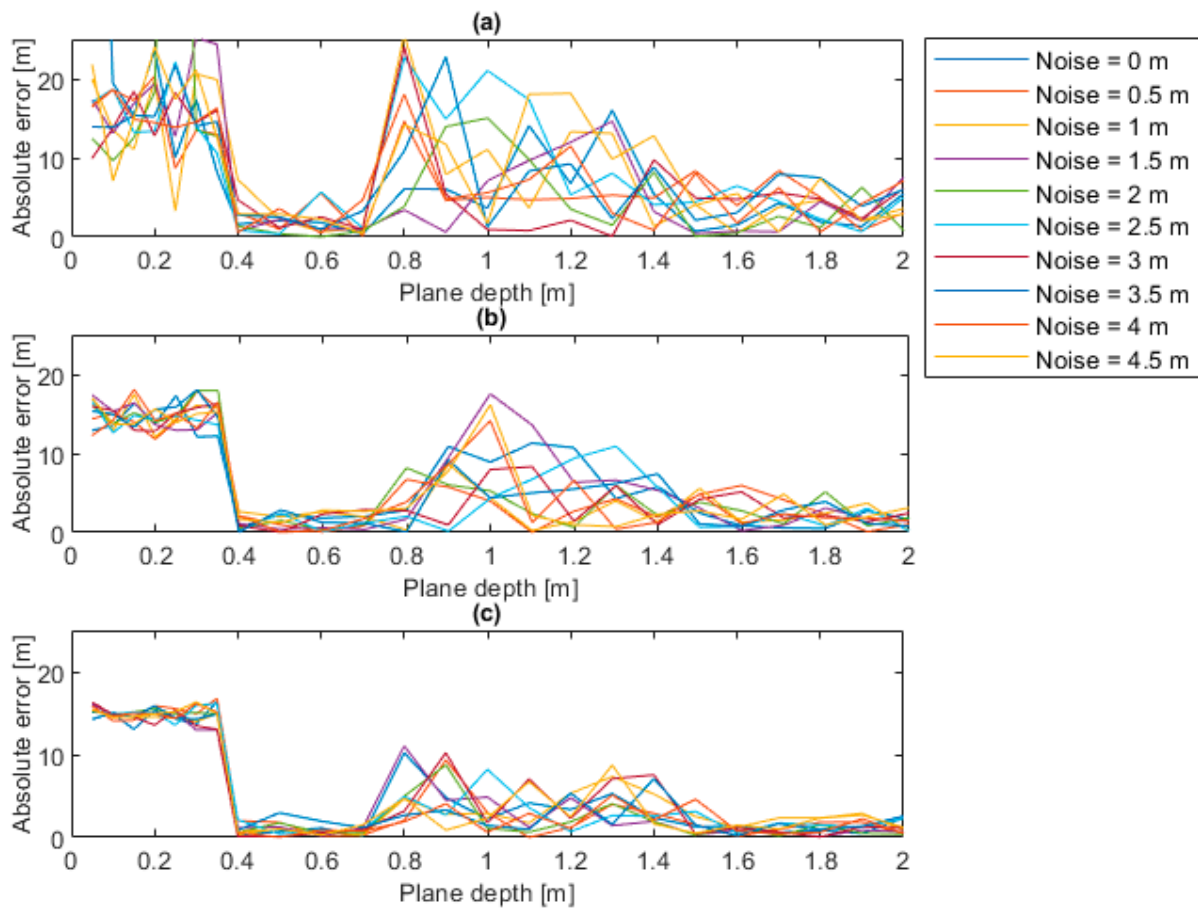 (a)
Absolute error [m]
20
10
0
0 0.2 0.4 0.6 0.8 1 1.2 1.4 1.6 1.8 2
Plane depth [m]
Noise = 0 m
Noise = 0.5 m
Noise = 1 m
Noise = 1.5 m
Noise = 2 m
Noise = 2.5 m
Noise = 3 m
Noise = 3.5 m
Noise = 4 m
Noise = 4.5 m
(b)
Absolute error [m]
20
10
0
0 0.2 0.4 0.6 0.8 1 1.2 1.4 1.6 1.8 2
Plane depth [m]
(c)
Absolute error [m]
20
10
0
0 0.2 0.4 0.6 0.8 1 1.2 1.4 1.6 1.8 2
Plane depth [m]